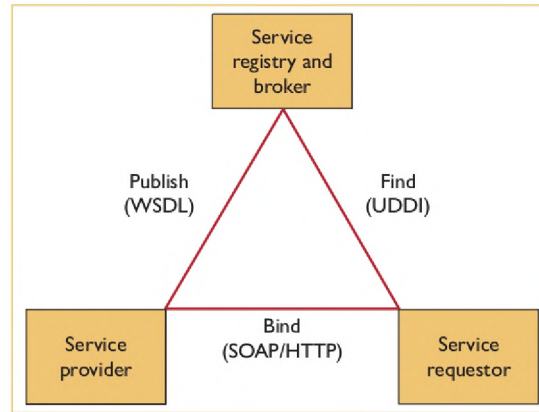 Service
registry and
broker
Publish
(WSDL)
Find
(UDDI)
Bind
(SOAP/HTTP)
Service
provider
Service
requestor